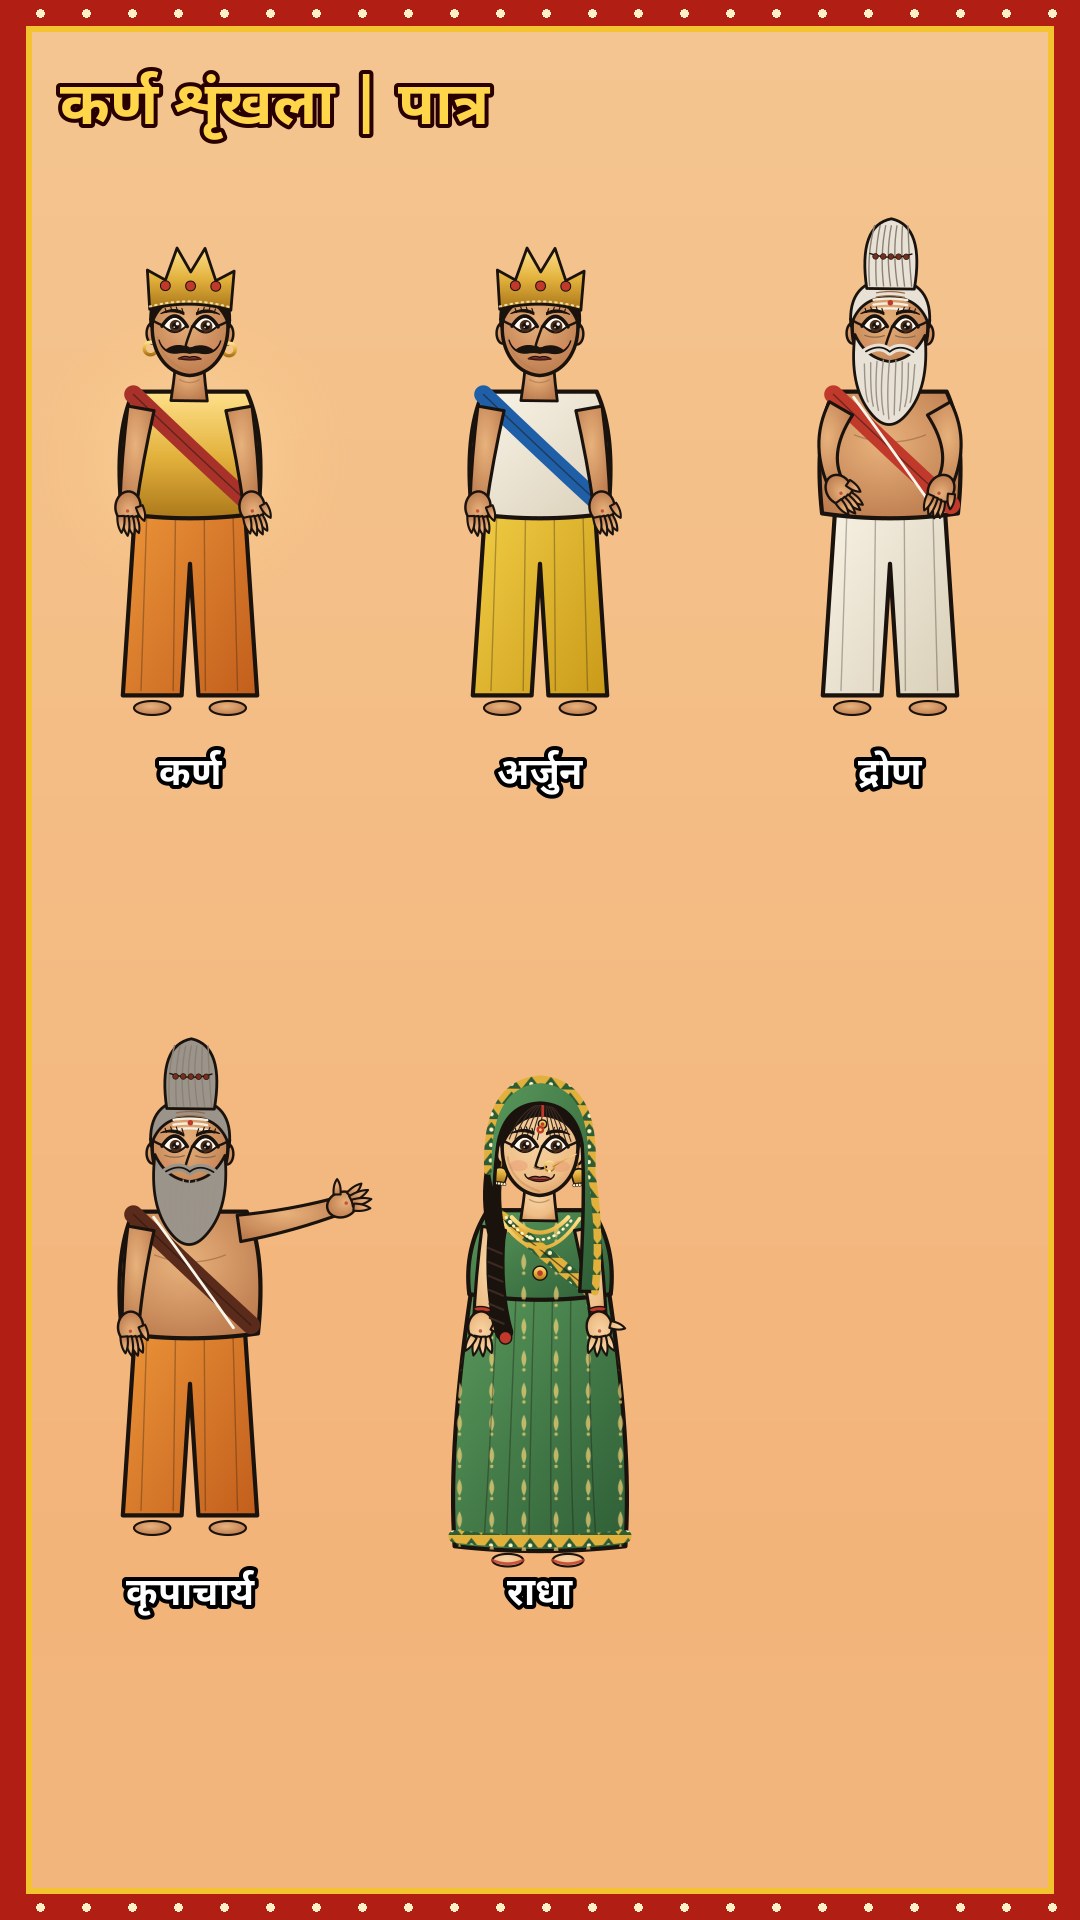 कर्ण शृंखला | पात्र
कर्ण
अर्जुन
द्रोण
कृपाचार्य
राधा